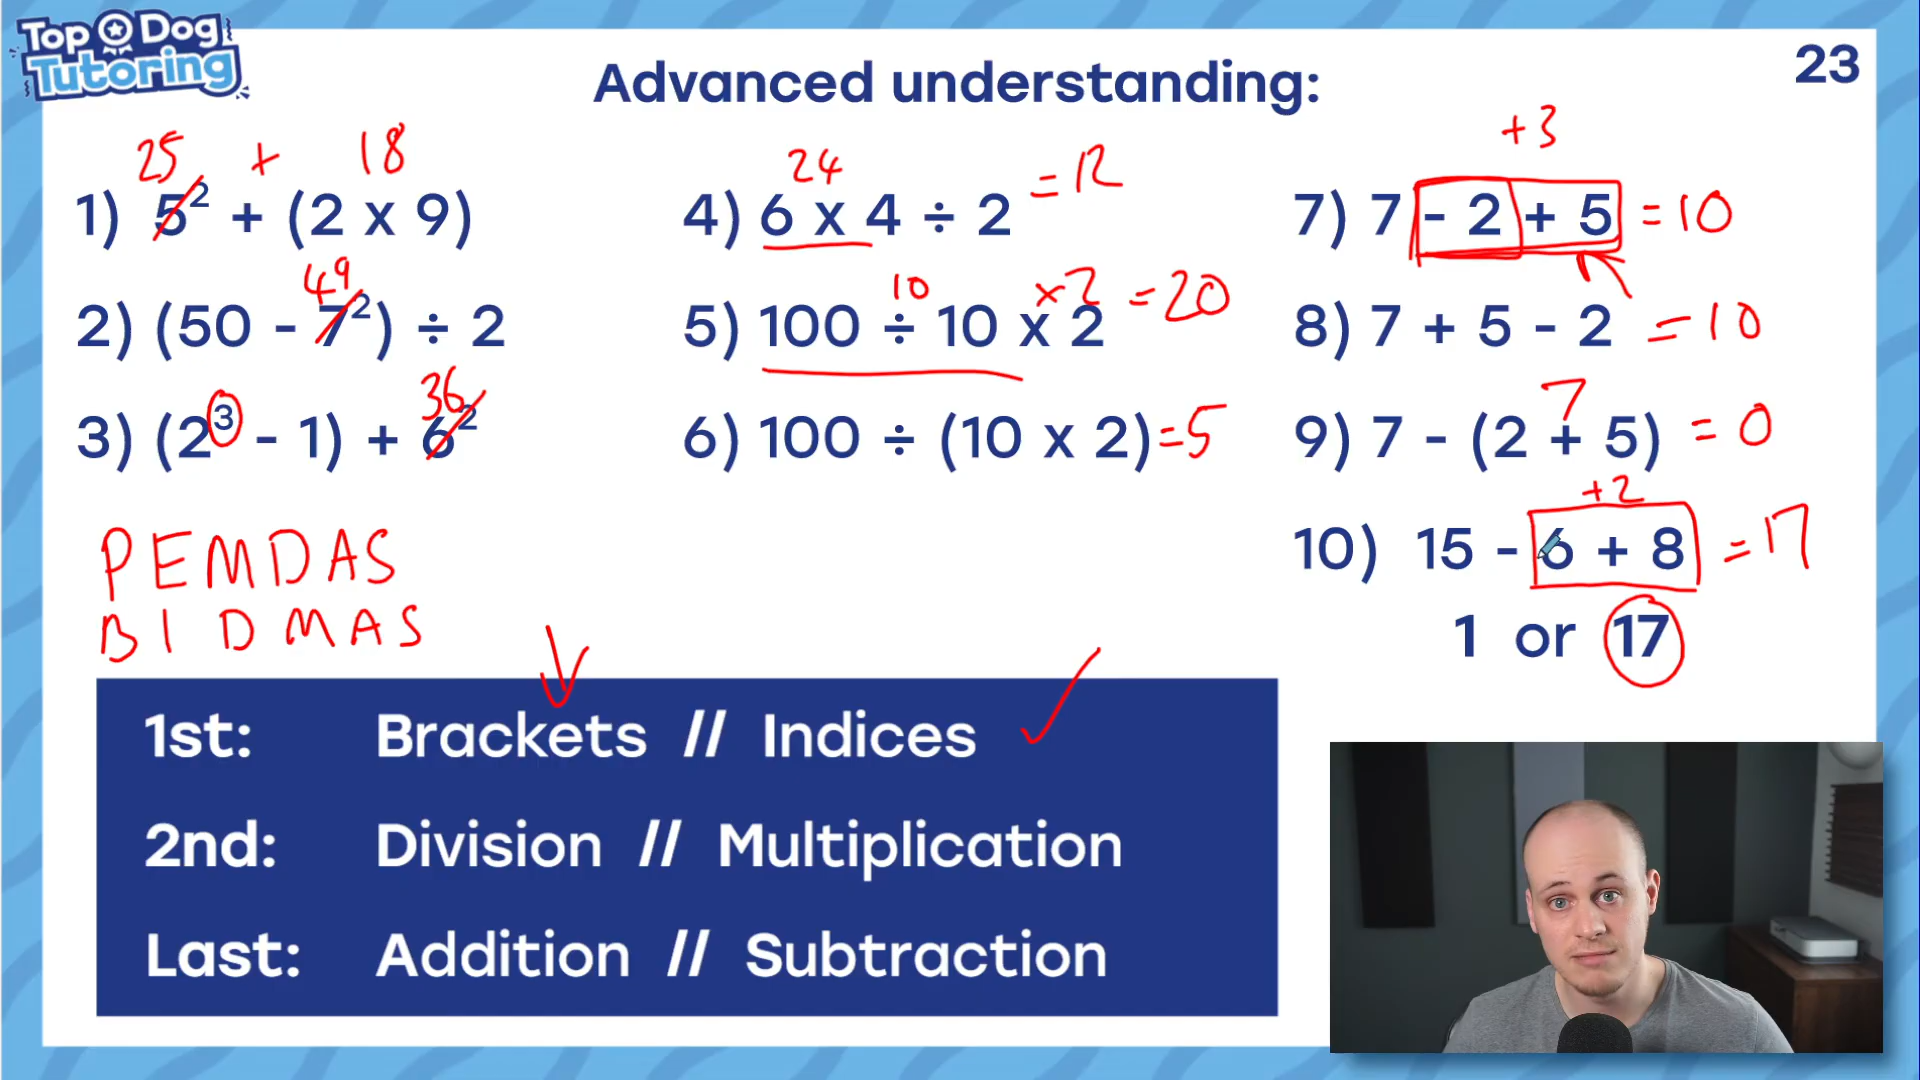 Top Dog
Tutoring
Advanced understanding:
23
25 + 18
1) 5² + (2 x 9)
49
2) (50 - 7²) ÷ 2
36
3) (2³ - 1) + 6²
PEMDAS
BIDMAS
24
4) 6 x 4 ÷ 2 = 12
10 x2
5) 100 ÷ 10 x 2 = 20
6) 100 ÷ (10 x 2) = 5
+3
7) 7 - 2 + 5 = 10
8) 7 + 5 - 2 = 10
7
9) 7 - (2 + 5) = 0
+2
10) 15 - 6 + 8 = 17
1 or 17
1st: Brackets // Indices
2nd: Division // Multiplication
Last: Addition // Subtraction